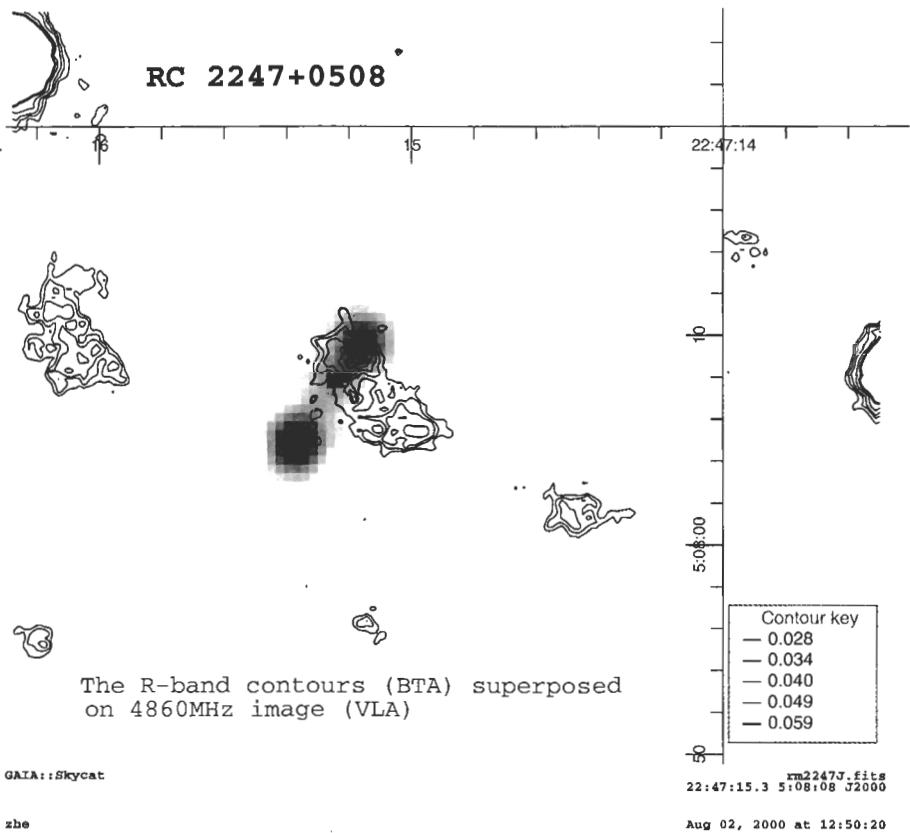 RC 2247+0508
16
15
22:47:14
10
5:08:00
50
Contour key
0.028
0.034
0.040
0.049
0.059
The R-band contours (BTA) superposed
on 4860MHz image (VLA)
GAIA::Skycat
rm2247J.fits
22:47:15.3 5:08:08 J2000
zhe
Aug 02, 2000 at 12:50:20